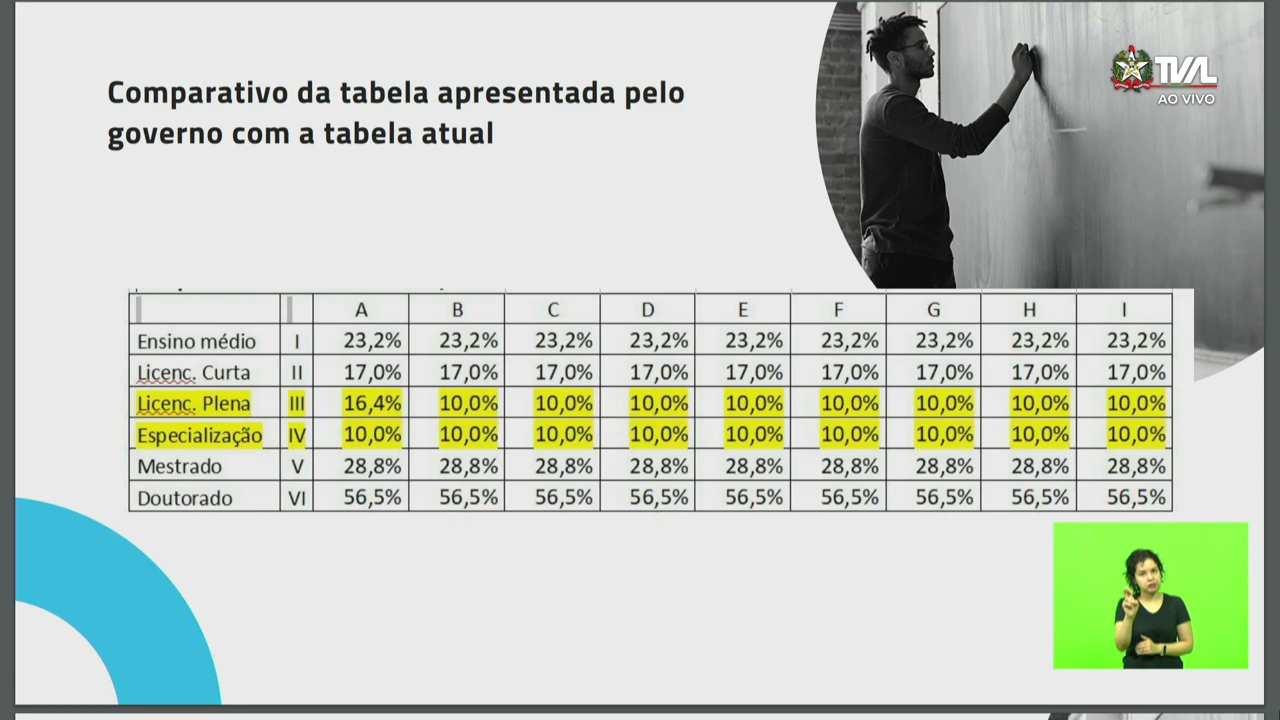 TVAL
AO VIVO
Comparativo da tabela apresentada pelo
governo com a tabela atual
A B C D E F G H I
Ensino médio I 23,2% 23,2% 23,2% 23,2% 23,2% 23,2% 23,2% 23,2% 23,2%
Licenc. Curta II 17,0% 17,0% 17,0% 17,0% 17,0% 17,0% 17,0% 17,0% 17,0%
Licenc. Plena III 16,4% 10,0% 10,0% 10,0% 10,0% 10,0% 10,0% 10,0% 10,0%
Especialização IV 10,0% 10,0% 10,0% 10,0% 10,0% 10,0% 10,0% 10,0% 10,0%
Mestrado V 28,8% 28,8% 28,8% 28,8% 28,8% 28,8% 28,8% 28,8% 28,8%
Doutorado VI 56,5% 56,5% 56,5% 56,5% 56,5% 56,5% 56,5% 56,5% 56,5%